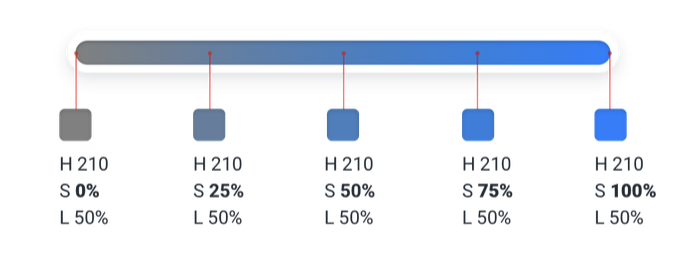 H 210 H 210 H 210 H 210 H 210
S 0% S 25% S 50% S 75% S 100%
L 50% L 50% L 50% L 50% L 50%